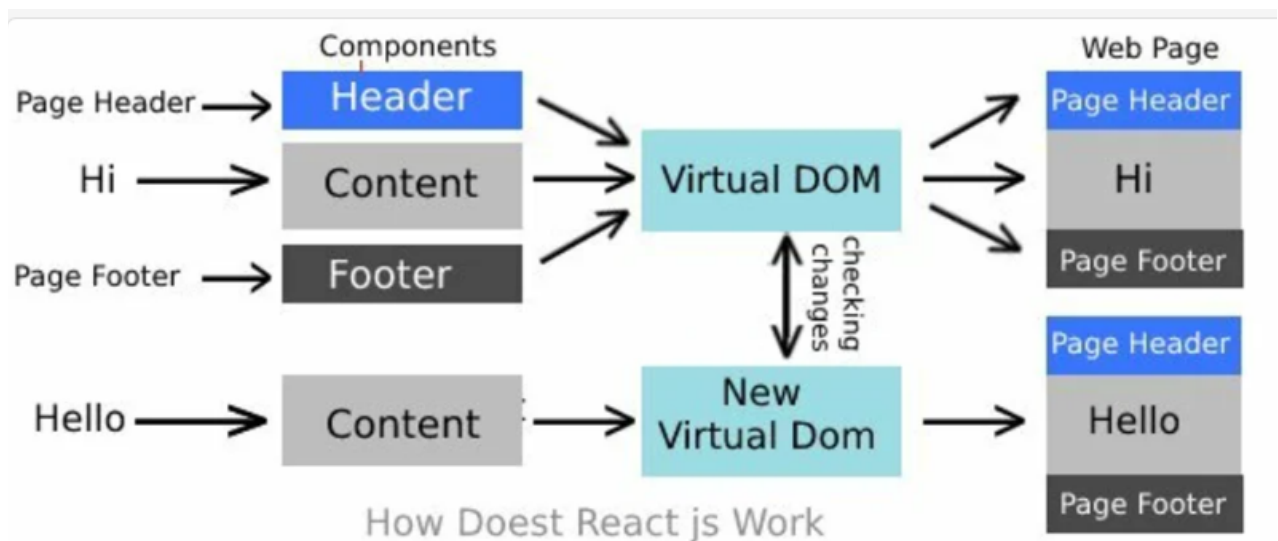 Components
Web Page
Page Header
Header
Page Header
Hi
Content
Virtual DOM
Hi
Page Footer
Footer
Page Footer
checking
changes
Page Header
Hello
Content
New
Virtual Dom
Hello
Page Footer
How Doest React js Work